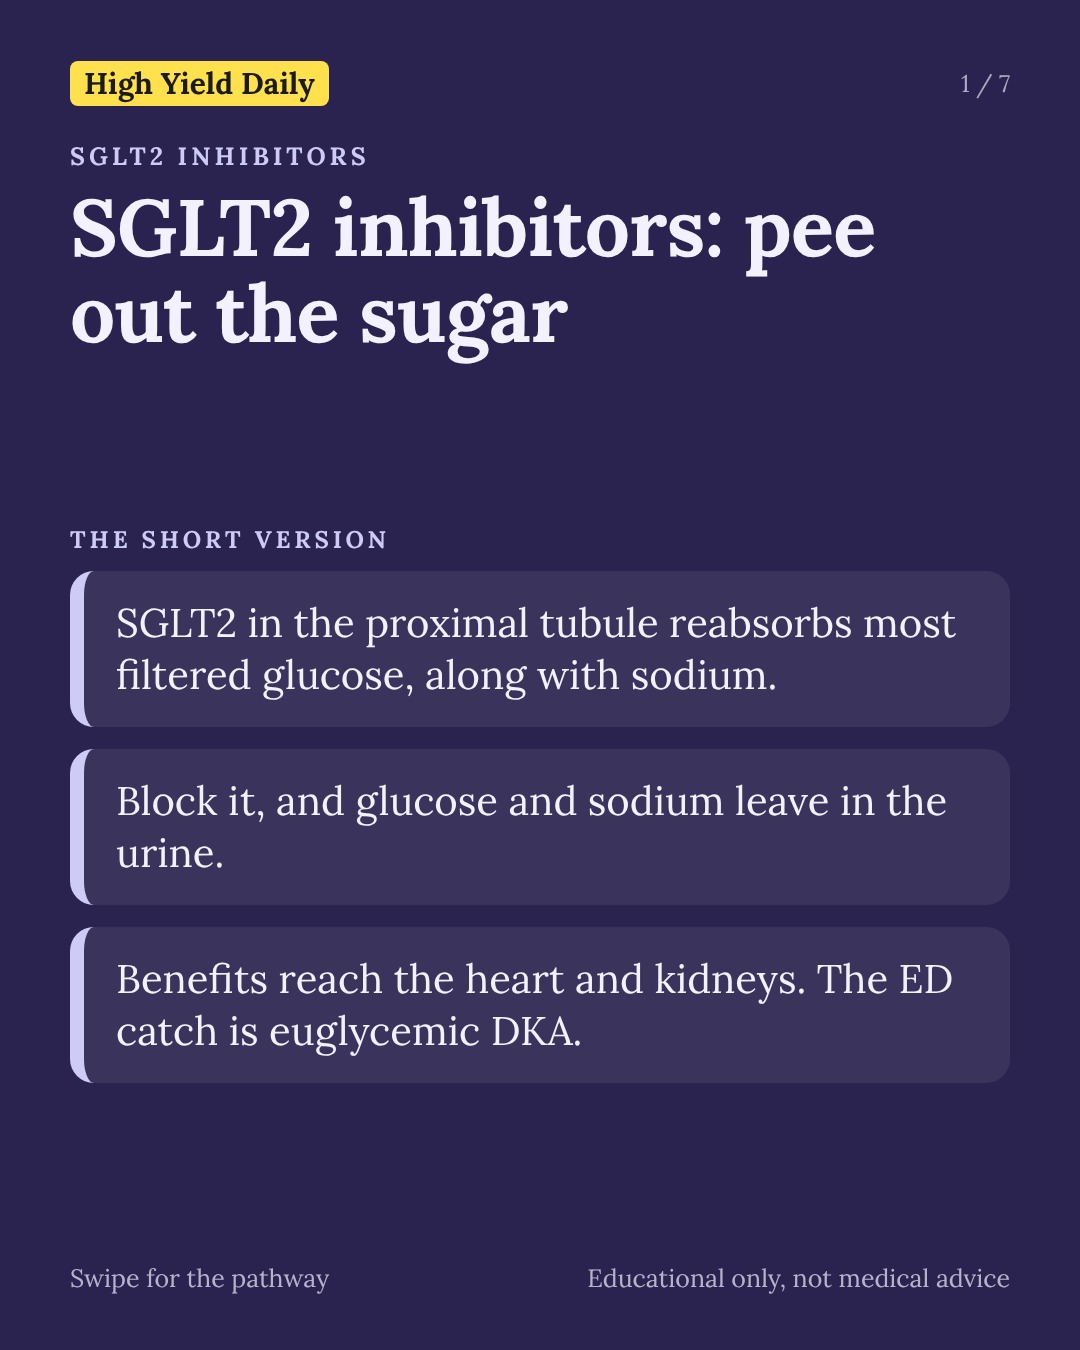 High Yield Daily
1 / 7
SGLT2 INHIBITORS
SGLT2 inhibitors: pee
out the sugar
THE SHORT VERSION
SGLT2 in the proximal tubule reabsorbs most
filtered glucose, along with sodium.
Block it, and glucose and sodium leave in the
urine.
Benefits reach the heart and kidneys. The ED
catch is euglycemic DKA.
Swipe for the pathway
Educational only, not medical advice